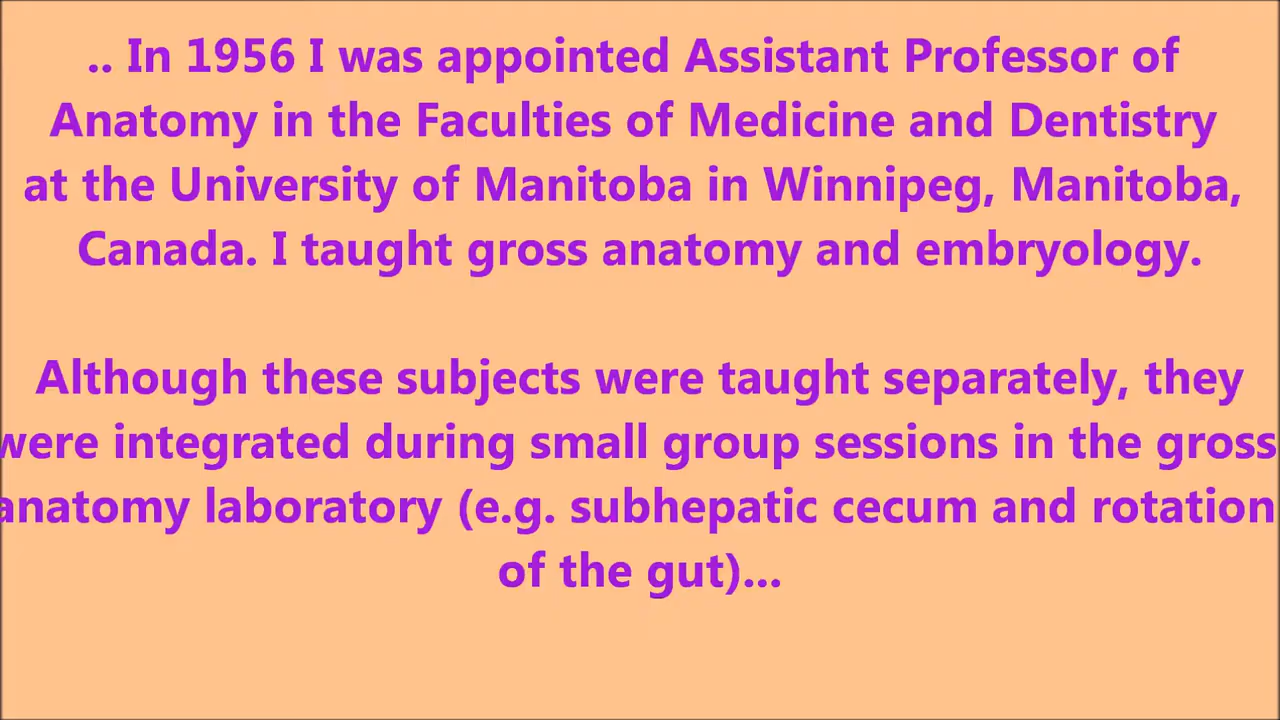 .. In 1956 I was appointed Assistant Professor of
Anatomy in the Faculties of Medicine and Dentistry
at the University of Manitoba in Winnipeg, Manitoba,
Canada. I taught gross anatomy and embryology.
Although these subjects were taught separately, they
were integrated during small group sessions in the gross
anatomy laboratory (e.g. subhepatic cecum and rotation
of the gut)...